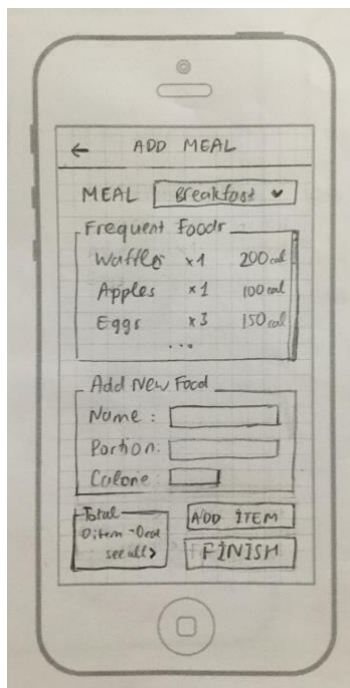 ← ADD MEAL
MEAL Breakfast
Frequent Foods
Waffles x1 200 cal
Apples x1 100 cal
Eggs x3 150 cal
...
Add New Food
Name :
Portion:
Calorie :
Total
0 item - 0 cal
see all >
ADD ITEM
FINISH